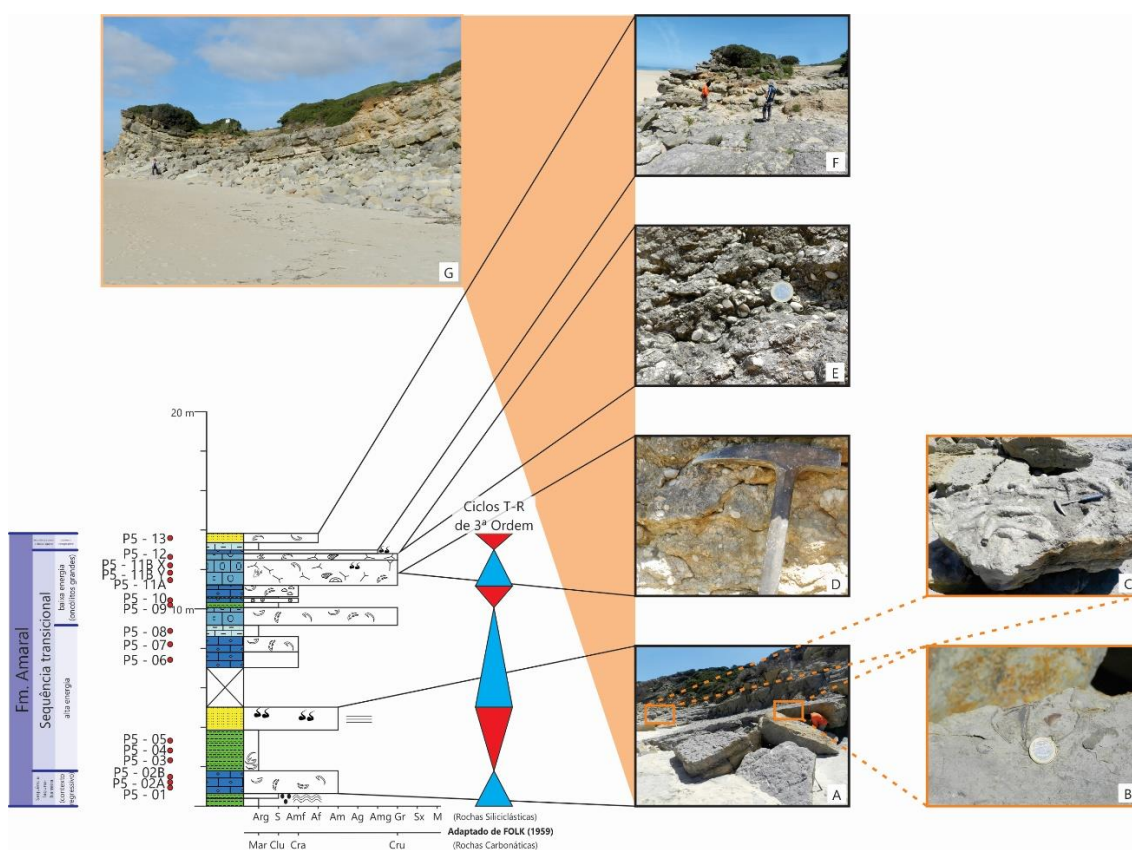 G
F
E
D
C
A
B
20 m
10 m
Ciclos T-R
de 3ª Ordem
Fm. Amaral
Sequência transicional
baixa energia
(oncólitos grandes)
alta energia
(contexto
regressivo)
P5 - 13
P5 - 12
P5 - 11B X
P5 - 11B Y
P5 - 11A
P5 - 10
P5 - 09
P5 - 08
P5 - 07
P5 - 06
P5 - 05
P5 - 04
P5 - 03
P5 - 02B
P5 - 02A
P5 - 01
Arg S Amf Af Am Ag Amg Gr Sx M (Rochas Siliciclásticas)
Adaptado de FOLK (1959)
Mar Clu Cra Cru (Rochas Carbonáticas)